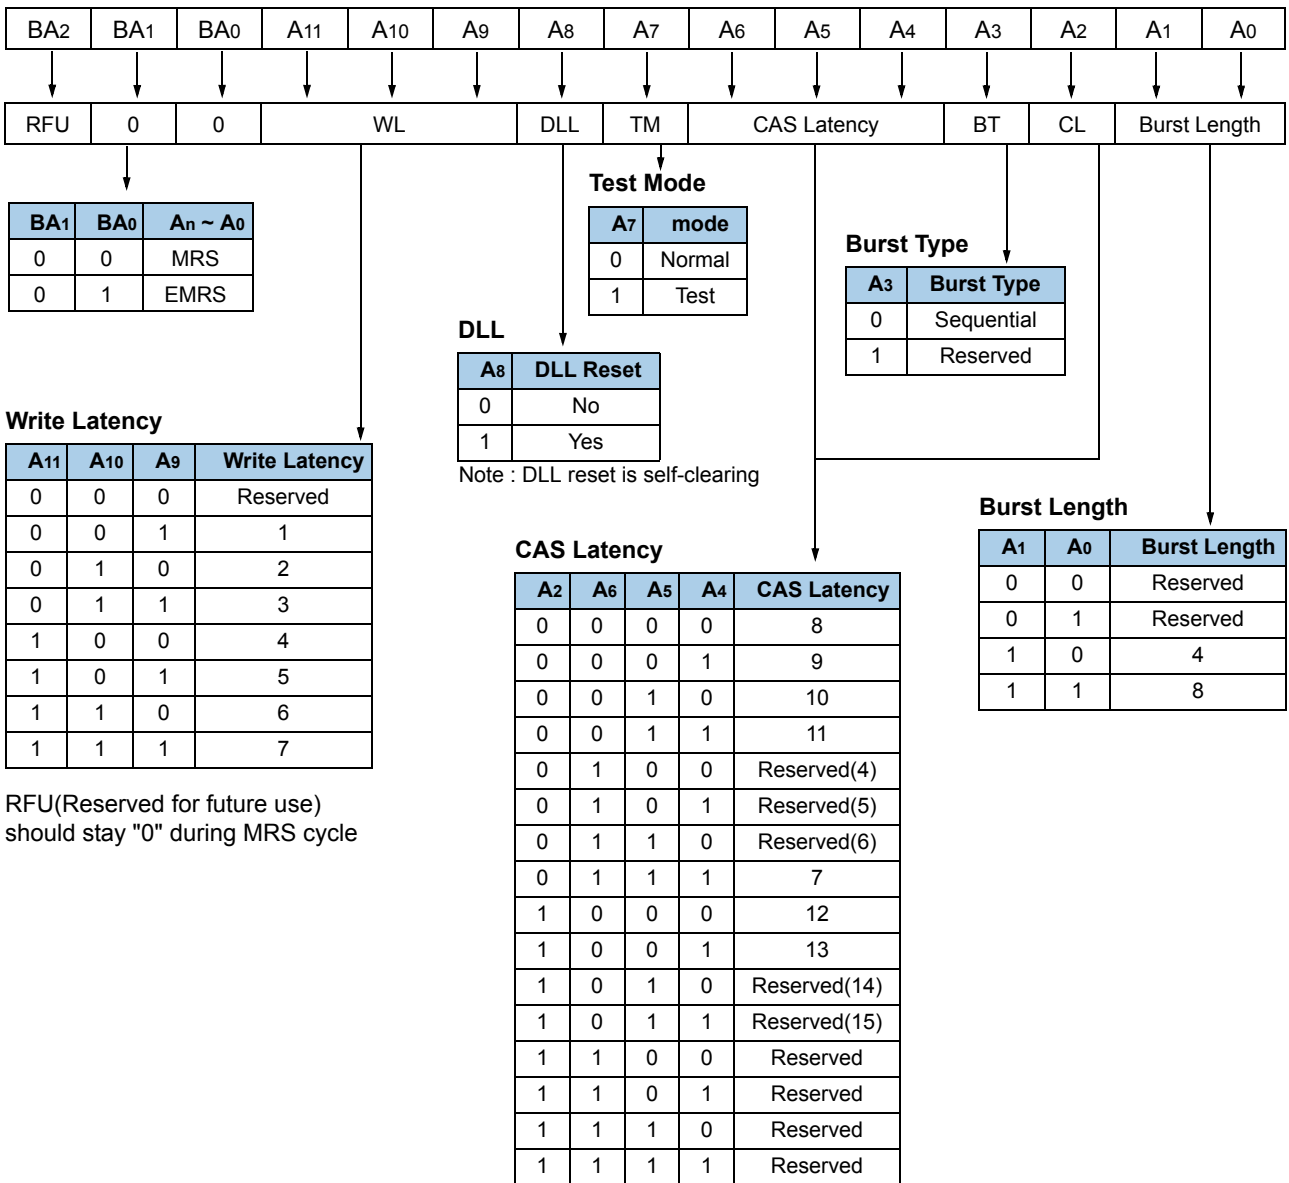 BA2 BA1 BA0 A11 A10 A9 A8 A7 A6 A5 A4 A3 A2 A1 A0
RFU 0 0 WL DLL TM CAS Latency BT CL Burst Length
BA1 BA0 An ~ A0
0 0 MRS
0 1 EMRS
Test Mode
A7 mode
0 Normal
1 Test
Burst Type
A3 Burst Type
0 Sequential
1 Reserved
DLL
A8 DLL Reset
0 No
1 Yes
Note : DLL reset is self-clearing
Write Latency
A11 A10 A9 Write Latency
0 0 0 Reserved
0 0 1 1
0 1 0 2
0 1 1 3
1 0 0 4
1 0 1 5
1 1 0 6
1 1 1 7
RFU(Reserved for future use)
should stay "0" during MRS cycle
CAS Latency
A2 A6 A5 A4 CAS Latency
0 0 0 0 8
0 0 0 1 9
0 0 1 0 10
0 0 1 1 11
0 1 0 0 Reserved(4)
0 1 0 1 Reserved(5)
0 1 1 0 Reserved(6)
0 1 1 1 7
1 0 0 0 12
1 0 0 1 13
1 0 1 0 Reserved(14)
1 0 1 1 Reserved(15)
1 1 0 0 Reserved
1 1 0 1 Reserved
1 1 1 0 Reserved
1 1 1 1 Reserved
Burst Length
A1 A0 Burst Length
0 0 Reserved
0 1 Reserved
1 0 4
1 1 8